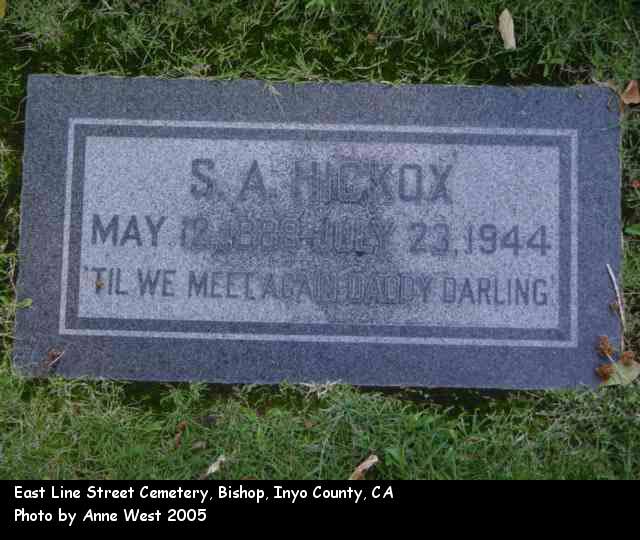 S. A. HICKOX
MAY 12, JULY 23, 1944
'TIL WE MEET AGAIN DADDY DARLING'
East Line Street Cemetery, Bishop, Inyo County, CA
Photo by Anne West 2005